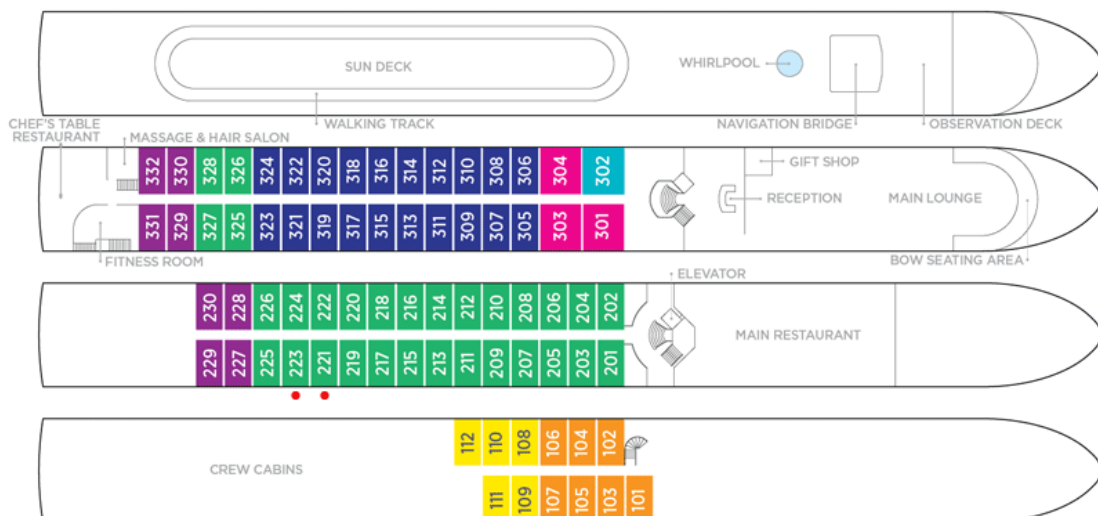 SUN DECK
WHIRLPOOL
CHEF'S TABLE
RESTAURANT
MASSAGE & HAIR SALON
WALKING TRACK
NAVIGATION BRIDGE
OBSERVATION DECK
332 330 328 326 324 322 320 318 316 314 312 310 308 306 304 302
GIFT SHOP
RECEPTION
MAIN LOUNGE
331 329 327 325 323 321 319 317 315 313 311 309 307 305 303 301
FITNESS ROOM
BOW SEATING AREA
ELEVATOR
230 228 226 224 222 220 218 216 214 212 210 208 206 204 202
MAIN RESTAURANT
229 227 225 223 221 219 217 215 213 211 209 207 205 203 201
112 110 108 106 104 102
CREW CABINS
111 109 107 105 103 101